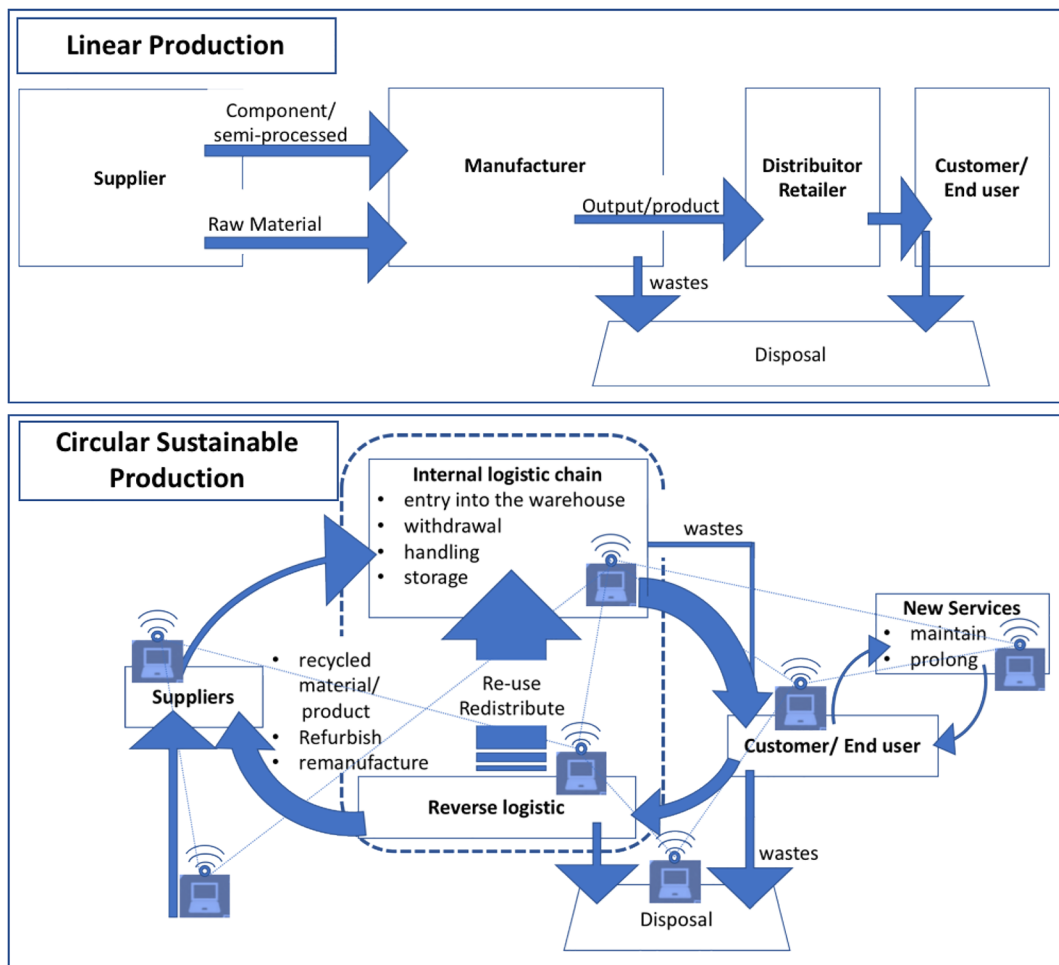 Linear Production
Component/
semi-processed
Supplier
Raw Material
Manufacturer
Output/product
wastes
Distribuitor
Retailer
Customer/
End user
Disposal
Circular Sustainable
Production
Internal logistic chain
• entry into the warehouse
• withdrawal
• handling
• storage
wastes
New Services
• maintain
• prolong
Suppliers
• recycled
material/
product
• Refurbish
• remanufacture
Re-use
Redistribute
Customer/ End user
Reverse logistic
wastes
Disposal